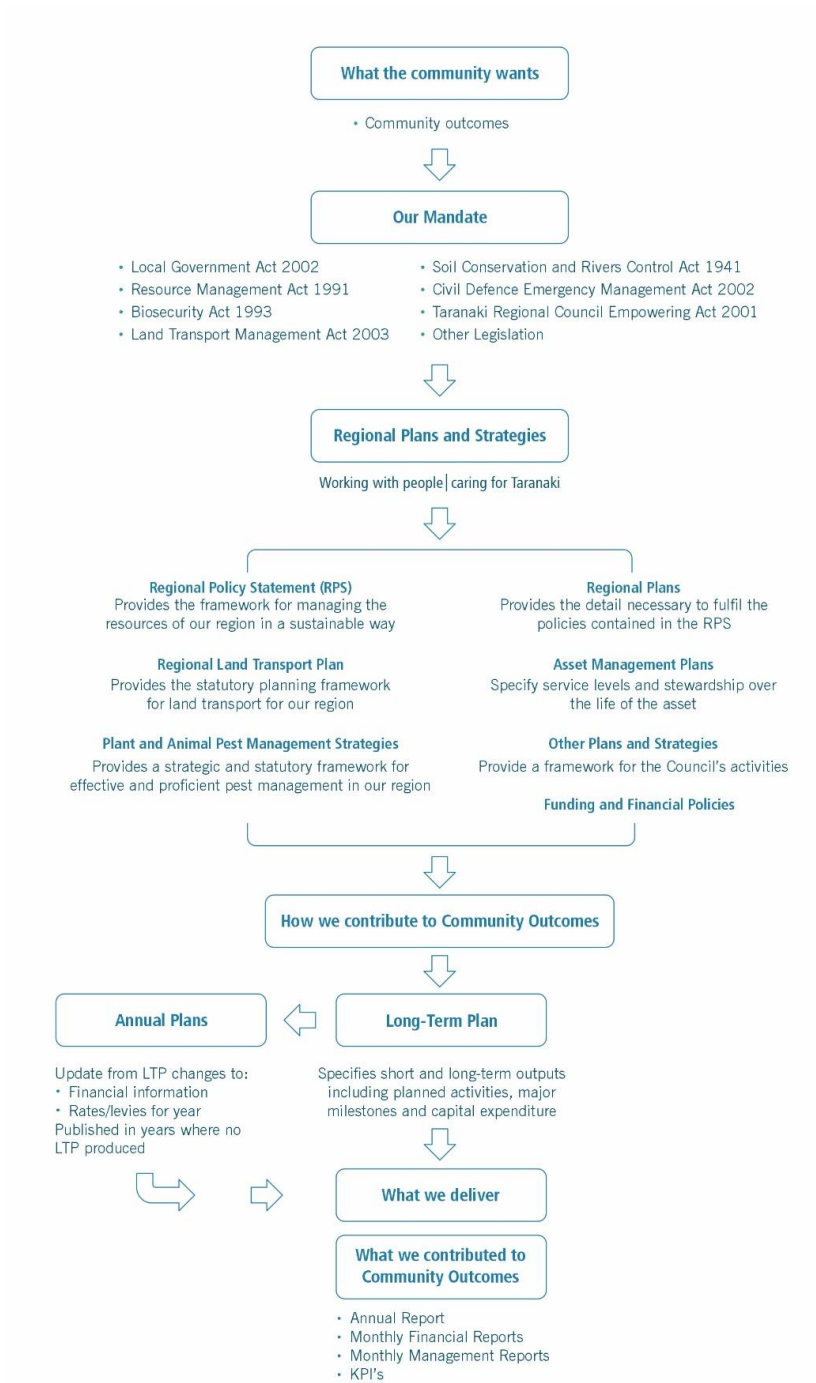 What the community wants
• Community outcomes
Our Mandate
• Local Government Act 2002
• Resource Management Act 1991
• Biosecurity Act 1993
• Land Transport Management Act 2003
• Soil Conservation and Rivers Control Act 1941
• Civil Defence Emergency Management Act 2002
• Taranaki Regional Council Empowering Act 2001
• Other Legislation
Regional Plans and Strategies
Working with people | caring for Taranaki
Regional Policy Statement (RPS)
Provides the framework for managing the
resources of our region in a sustainable way
Regional Land Transport Plan
Provides the statutory planning framework
for land transport for our region
Plant and Animal Pest Management Strategies
Provides a strategic and statutory framework for
effective and proficient pest management in our region
Regional Plans
Provides the detail necessary to fulfil the
policies contained in the RPS
Asset Management Plans
Specify service levels and stewardship over
the life of the asset
Other Plans and Strategies
Provide a framework for the Council's activities
Funding and Financial Policies
How we contribute to Community Outcomes
Annual Plans
Update from LTP changes to:
• Financial information
• Rates/levies for year
Published in years where no
LTP produced
Long-Term Plan
Specifies short and long-term outputs
including planned activities, major
milestones and capital expenditure
What we deliver
What we contributed to
Community Outcomes
• Annual Report
• Monthly Financial Reports
• Monthly Management Reports
• KPI's